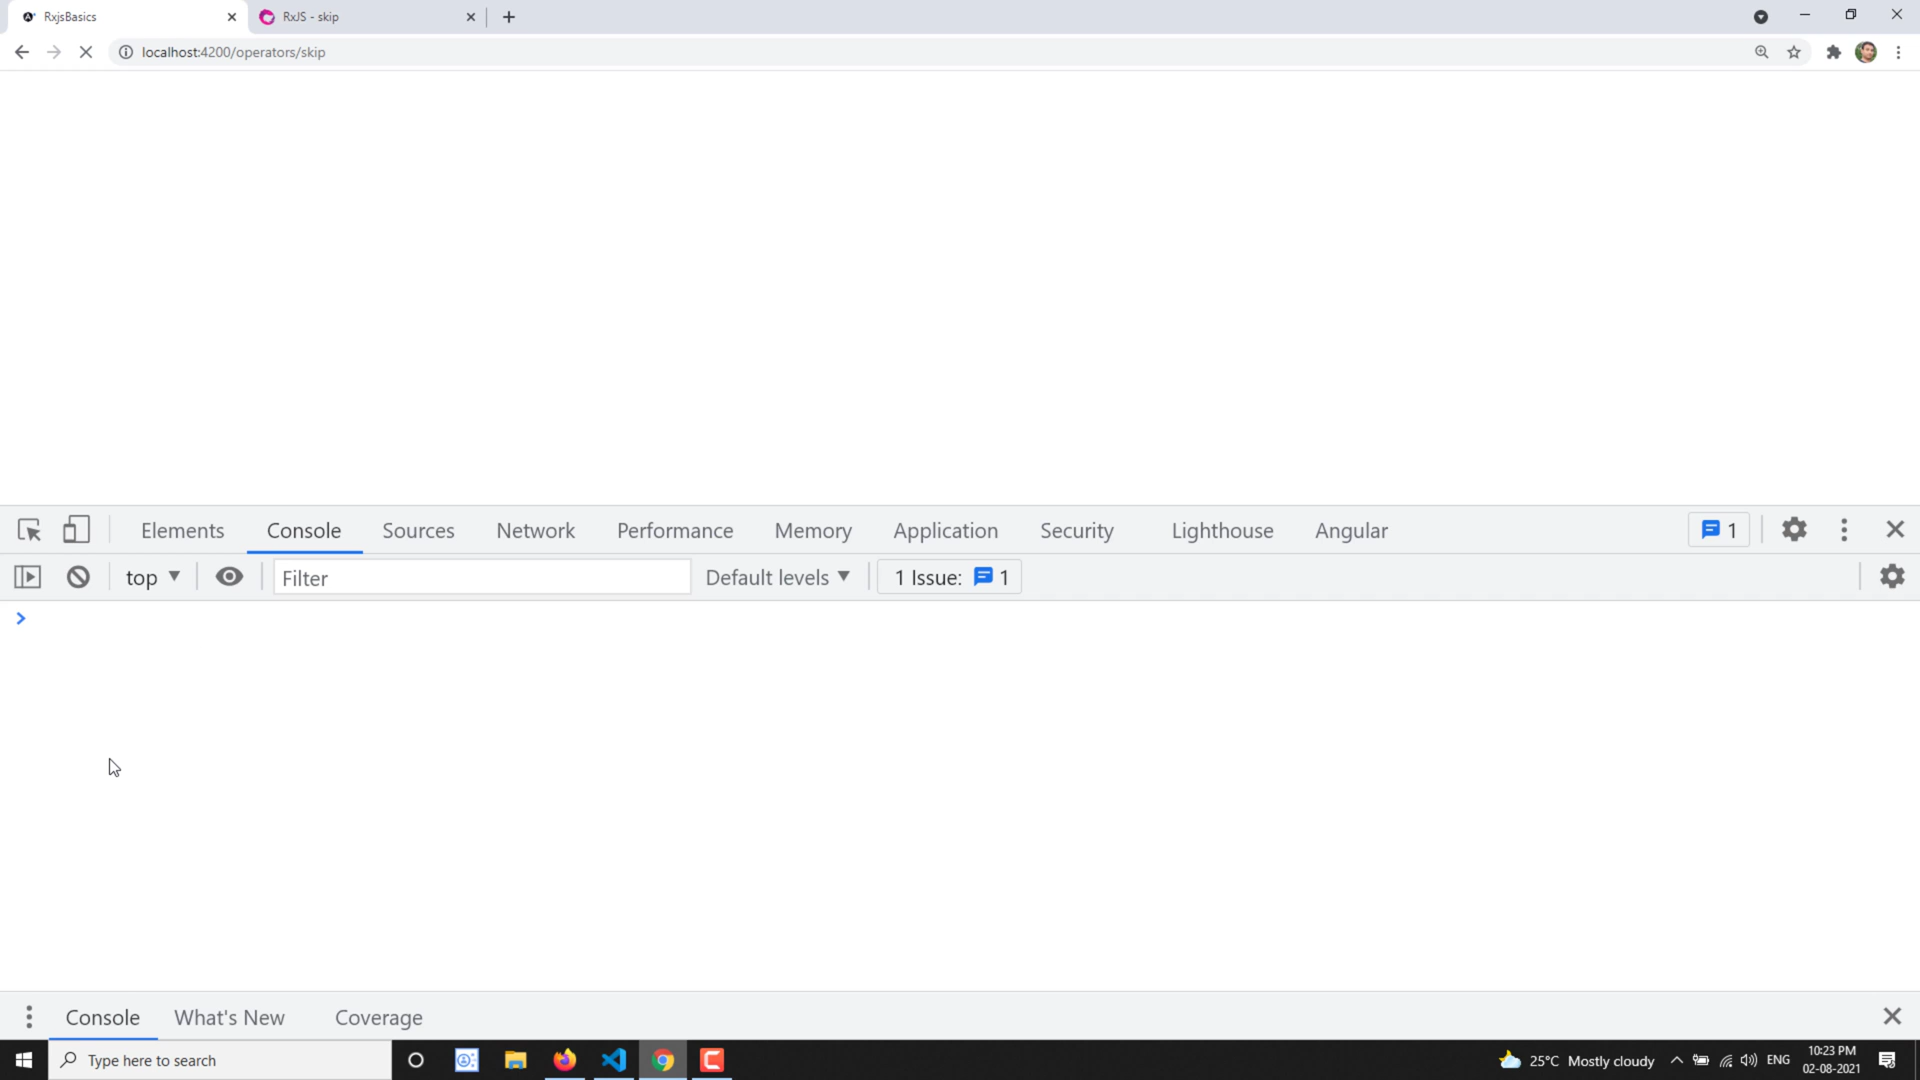 RxjsBasics
RxJS - skip
localhost:4200/operators/skip
Elements Console Sources Network Performance Memory Application Security Lighthouse Angular 1
top Filter Default levels 1 Issue: 1
Console What's New Coverage
Type here to search
25°C Mostly cloudy ENG
10:23 PM
02-08-2021